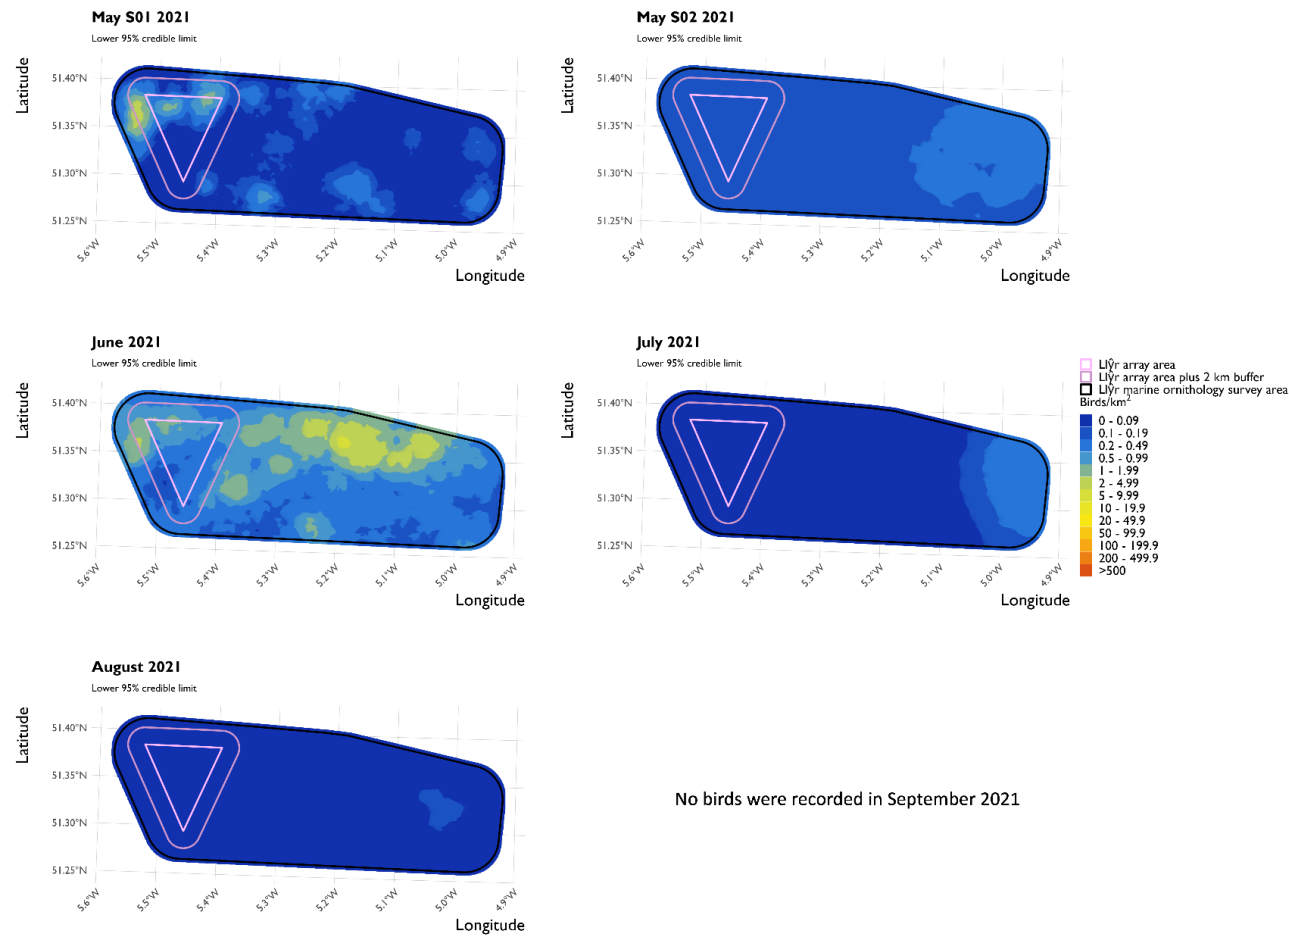 May S01 2021
Lower 95% credible limit
Latitude
51.40°N
51.35°N
51.30°N
51.25°N
5.6°W
5.5°W
5.4°W
5.3°W
5.2°W
5.1°W
5.0°W
4.9°W
Longitude
May S02 2021
Lower 95% credible limit
Latitude
51.40°N
51.35°N
51.30°N
51.25°N
5.6°W
5.5°W
5.4°W
5.3°W
5.2°W
5.1°W
5.0°W
4.9°W
Longitude
June 2021
Lower 95% credible limit
Latitude
51.40°N
51.35°N
51.30°N
51.25°N
5.6°W
5.5°W
5.4°W
5.3°W
5.2°W
5.1°W
5.0°W
4.9°W
Longitude
July 2021
Lower 95% credible limit
Latitude
51.40°N
51.35°N
51.30°N
51.25°N
5.6°W
5.5°W
5.4°W
5.3°W
5.2°W
5.1°W
5.0°W
4.9°W
Longitude
Llŷr array area
Llŷr array area plus 2 km buffer
Llŷr marine ornithology survey area
Birds/km²
0 - 0.09
0.1 - 0.19
0.2 - 0.49
0.5 - 0.99
1 - 1.99
2 - 4.99
5 - 9.99
10 - 19.9
20 - 49.9
50 - 99.9
100 - 199.9
200 - 499.9
>500
August 2021
Lower 95% credible limit
Latitude
51.40°N
51.35°N
51.30°N
51.25°N
5.6°W
5.5°W
5.4°W
5.3°W
5.2°W
5.1°W
5.0°W
4.9°W
Longitude
No birds were recorded in September 2021